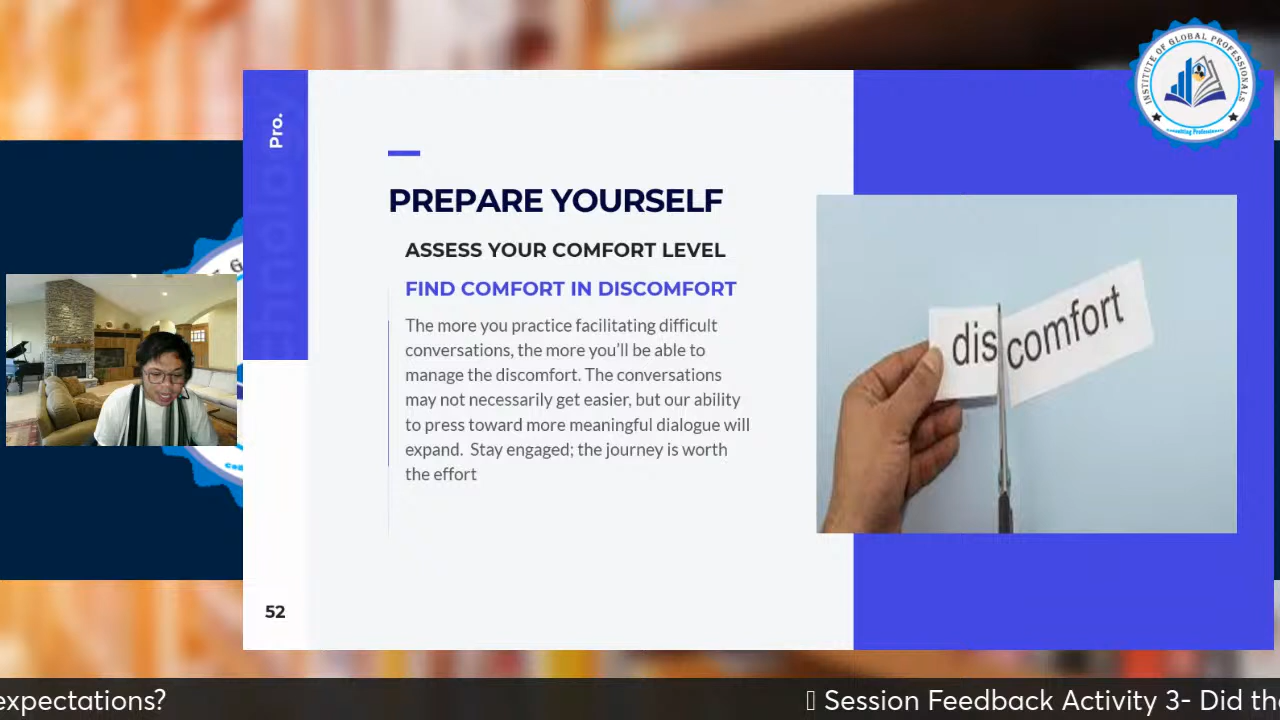 INSTITUTE OF GLOBAL PROFESSIONALS
Consulting Professionals
Pro.
PREPARE YOURSELF
ASSESS YOUR COMFORT LEVEL
FIND COMFORT IN DISCOMFORT
The more you practice facilitating difficult
conversations, the more you’ll be able to
manage the discomfort. The conversations
may not necessarily get easier, but our ability
to press toward more meaningful dialogue will
expand.  Stay engaged; the journey is worth
the effort
dis comfort
52
expectations?
Session Feedback Activity 3- Did the